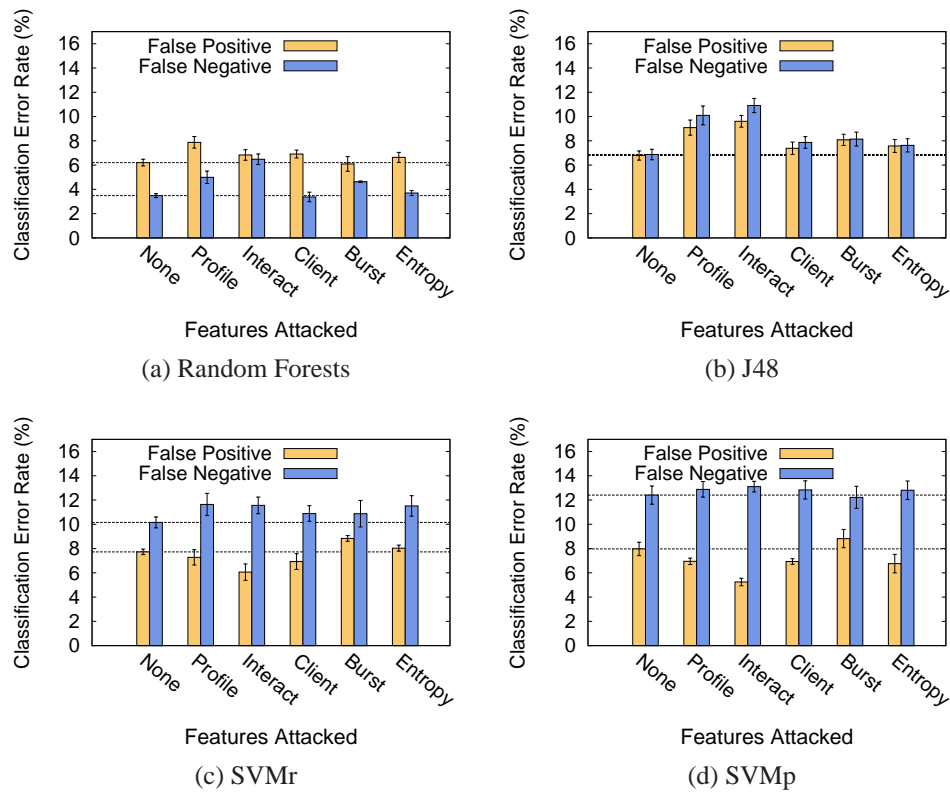 Classification Error Rate (%)
16
14
12
10
8
6
4
2
0
False Positive
False Negative
None
Profile
Interact
Client
Burst
Entropy
Features Attacked
(a) Random Forests
Classification Error Rate (%)
16
14
12
10
8
6
4
2
0
False Positive
False Negative
None
Profile
Interact
Client
Burst
Entropy
Features Attacked
(b) J48
Classification Error Rate (%)
16
14
12
10
8
6
4
2
0
False Positive
False Negative
None
Profile
Interact
Client
Burst
Entropy
Features Attacked
(c) SVMr
Classification Error Rate (%)
16
14
12
10
8
6
4
2
0
False Positive
False Negative
None
Profile
Interact
Client
Burst
Entropy
Features Attacked
(d) SVMp